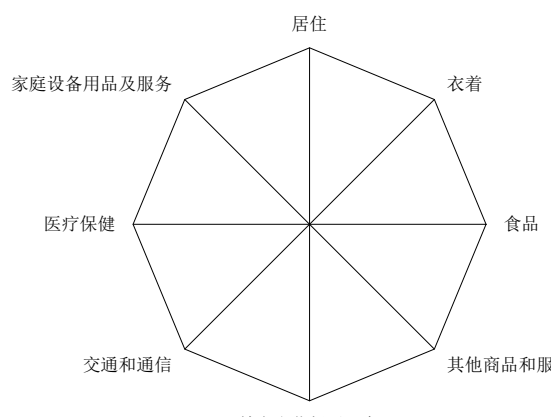 居住
家庭设备用品及服务
衣着
医疗保健
食品
交通和通信
其他商品和服